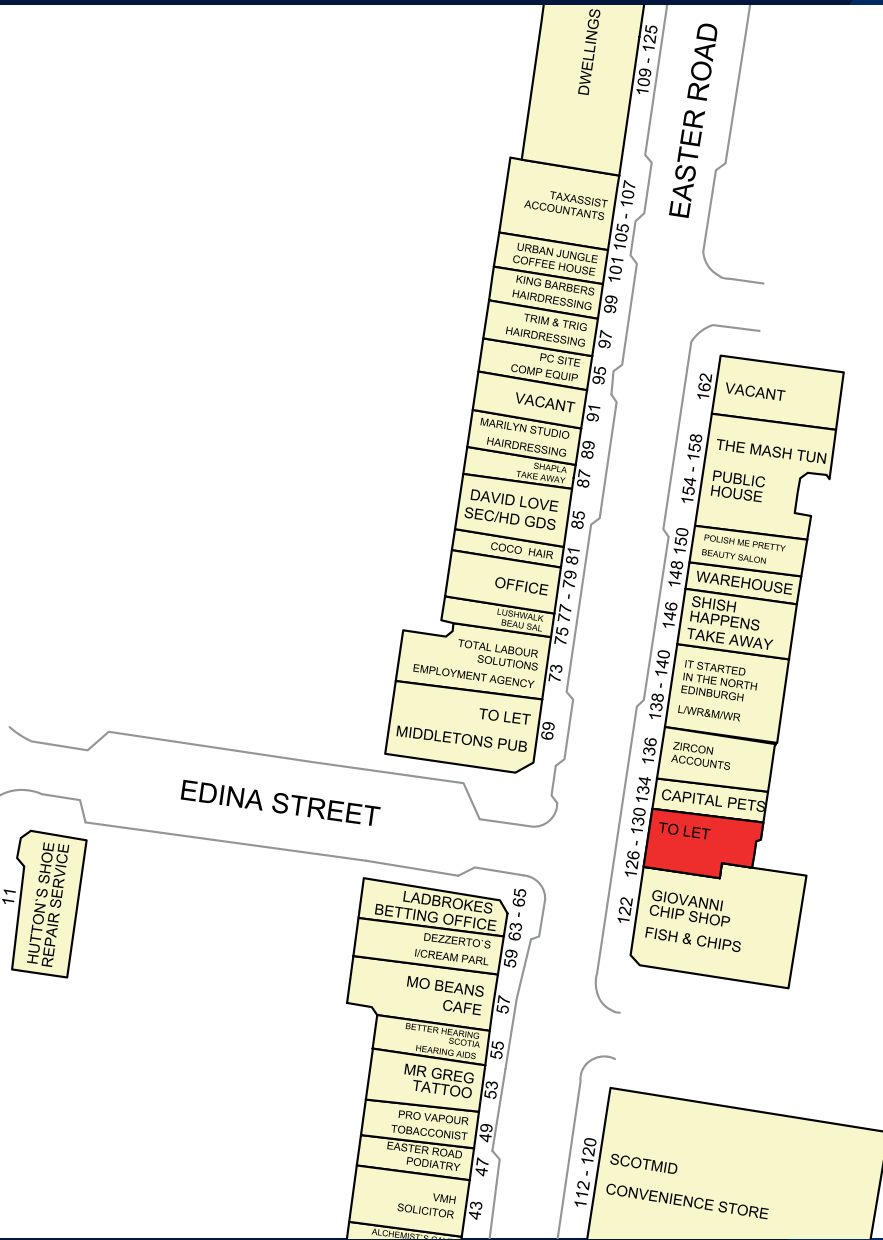 DWELLINGS
109 - 125
EASTER ROAD
TAXASSIST
ACCOUNTANTS
105 - 107
URBAN JUNGLE
COFFEE HOUSE
101
KING BARBERS
HAIRDRESSING
99
TRIM & TRIG
HAIRDRESSING
97
PC SITE
COMP EQUIP
95
VACANT
91
MARILYN STUDIO
HAIRDRESSING
89
SHAPLA
TAKE AWAY
87
DAVID LOVE
SEC/HD GDS
85
COCO HAIR
81
OFFICE
77 - 79
LUSHWALK
BEAU SAL
75
TOTAL LABOUR
SOLUTIONS
EMPLOYMENT AGENCY
73
TO LET
MIDDLETONS PUB
69
162
VACANT
154 - 158
THE MASH TUN
PUBLIC
HOUSE
150
POLISH ME PRETTY
BEAUTY SALON
148
WAREHOUSE
146
SHISH
HAPPENS
TAKE AWAY
138 - 140
IT STARTED
IN THE NORTH
EDINBURGH
L/WR&M/WR
136
ZIRCON
ACCOUNTS
134
CAPITAL PETS
126 - 130
TO LET
122
GIOVANNI
CHIP SHOP
FISH & CHIPS
EDINA STREET
11
HUTTON`S SHOE
REPAIR SERVICE
LADBROKES
BETTING OFFICE
63 - 65
DEZZERTO`S
I/CREAM PARL
59
MO BEANS
CAFE
57
BETTER HEARING
SCOTIA
HEARING AIDS
55
MR GREG
TATTOO
53
PRO VAPOUR
TOBACCONIST
49
EASTER ROAD
PODIATRY
47
VMH
SOLICITOR
43
ALCHEMIST`S
112 - 120
SCOTMID
CONVENIENCE STORE